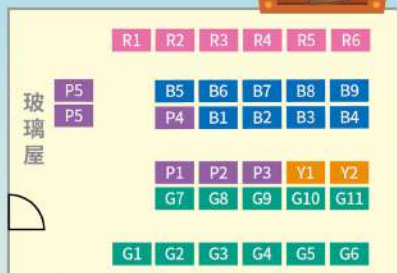 R1 R2 R3 R4 R5 R6
P5 B5 B6 B7 B8 B9
P5 P4 B1 B2 B3 B4
玻璃屋
P1 P2 P3 Y1 Y2
G7 G8 G9 G10 G11
G1 G2 G3 G4 G5 G6